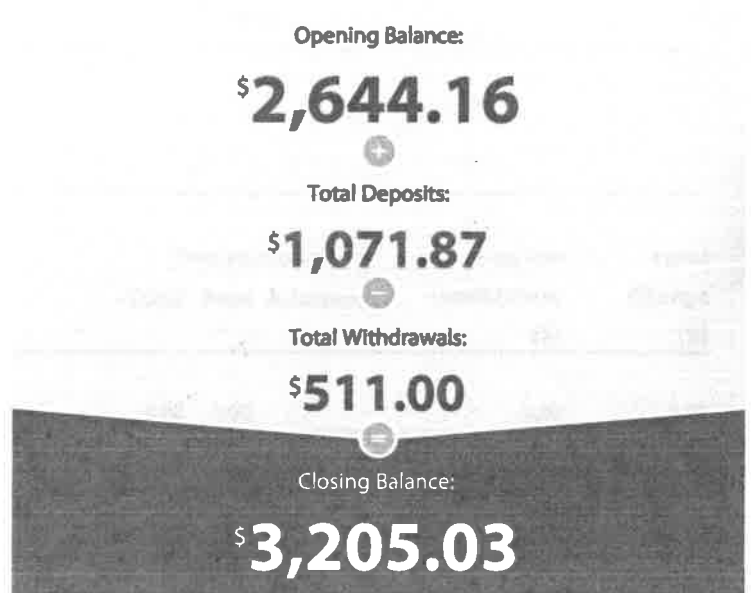 Opening Balance:
$2,644.16
+
Total Deposits:
$1,071.87
−
Total Withdrawals:
$511.00
=
Closing Balance:
$3,205.03